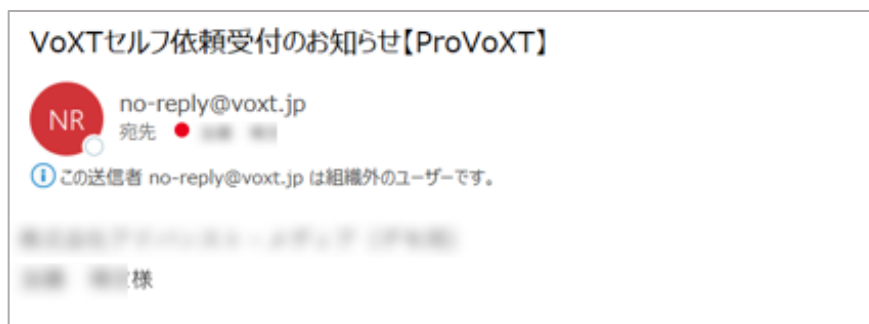 VoXTセルフ依頼受付のお知らせ【ProVoXT】
NR
no-reply@voxt.jp
宛先
この送信者 no-reply@voxt.jp は組織外のユーザーです。
様